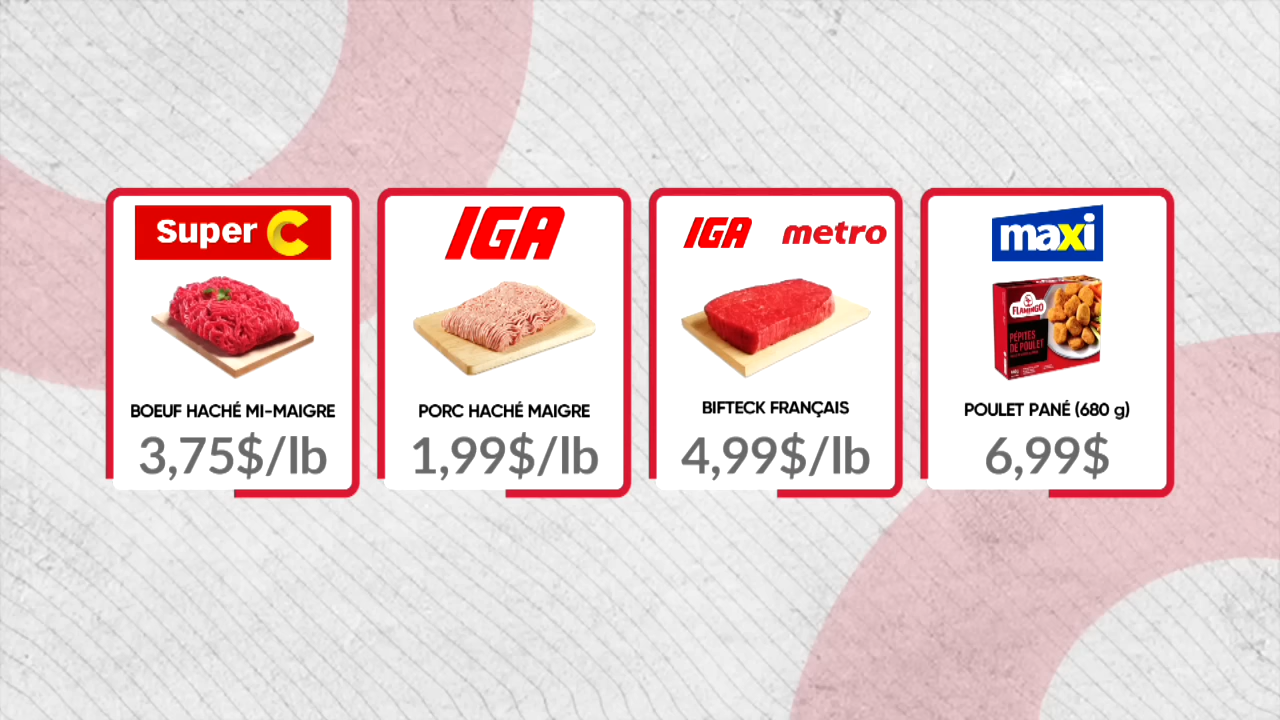 Super C
BOEUF HACHÉ MI-MAIGRE
3,75$/lb
IGA
PORC HACHÉ MAIGRE
1,99$/lb
IGA metro
BIFTECK FRANÇAIS
4,99$/lb
maxi
FLAMINGO
PÉPITES
DE POULET
POULET PANÉ (680 g)
6,99$